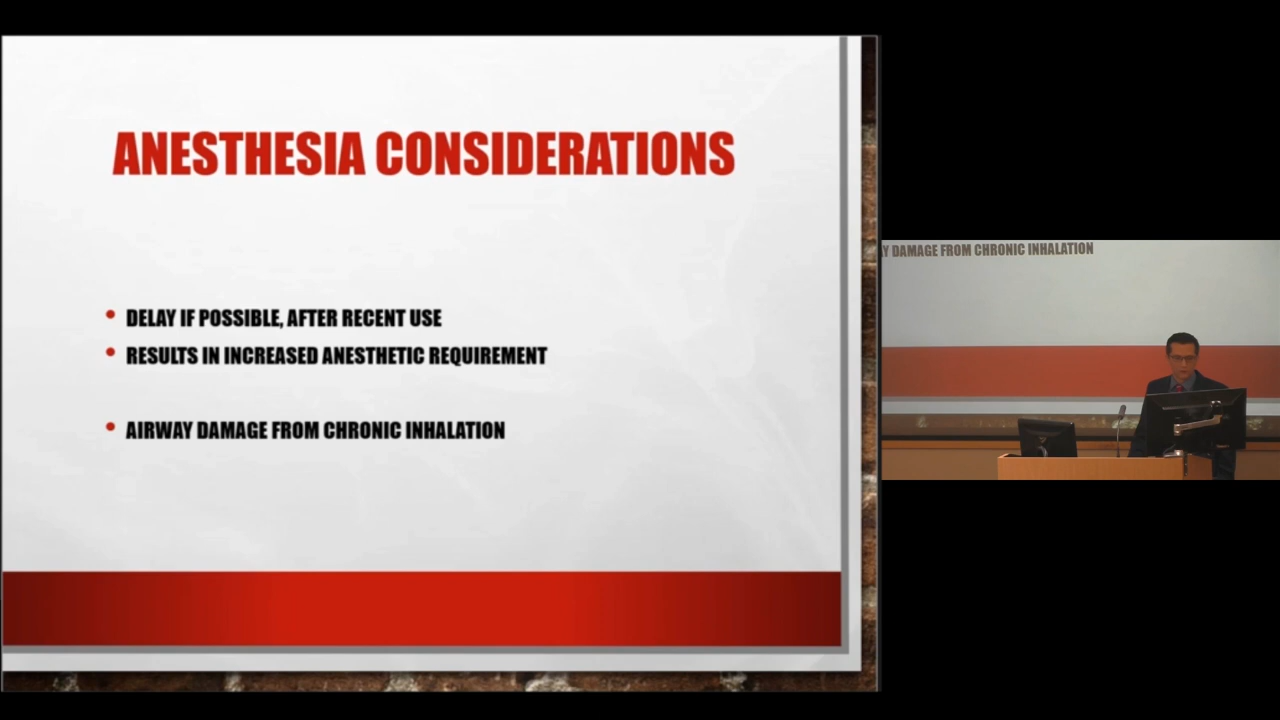 ANESTHESIA CONSIDERATIONS
• DELAY IF POSSIBLE, AFTER RECENT USE
• RESULTS IN INCREASED ANESTHETIC REQUIREMENT
• AIRWAY DAMAGE FROM CHRONIC INHALATION
DAMAGE FROM CHRONIC INHALATION